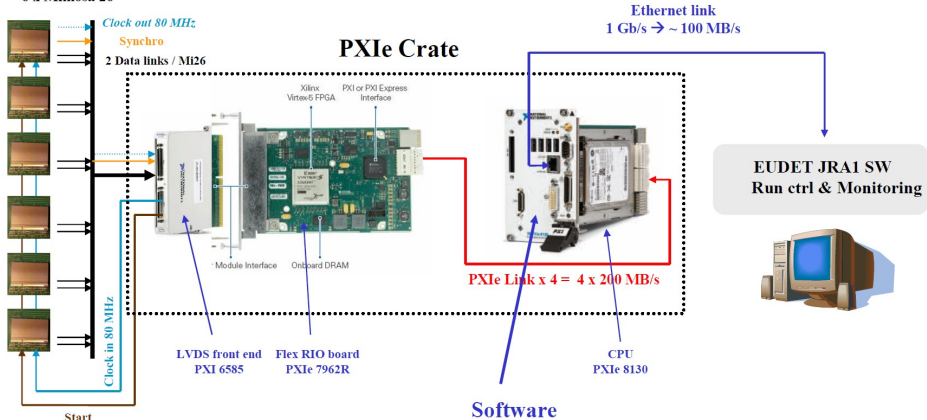 Clock out 80 MHz
Synchro
2 Data links / Mi26
Ethernet link
1 Gb/s → ~ 100 MB/s
PXIe Crate
Xilinx
Virtex-5 FPGA
PXI or PXI Express
Interface
EUDET JRA1 SW
Run ctrl & Monitoring
Module Interface
Onboard DRAM
PXIe Link x 4 = 4 x 200 MB/s
Clock in 80 MHz
LVDS front end
PXI 6585
Flex RIO board
PXIe 7962R
CPU
PXIe 8130
Software
Start